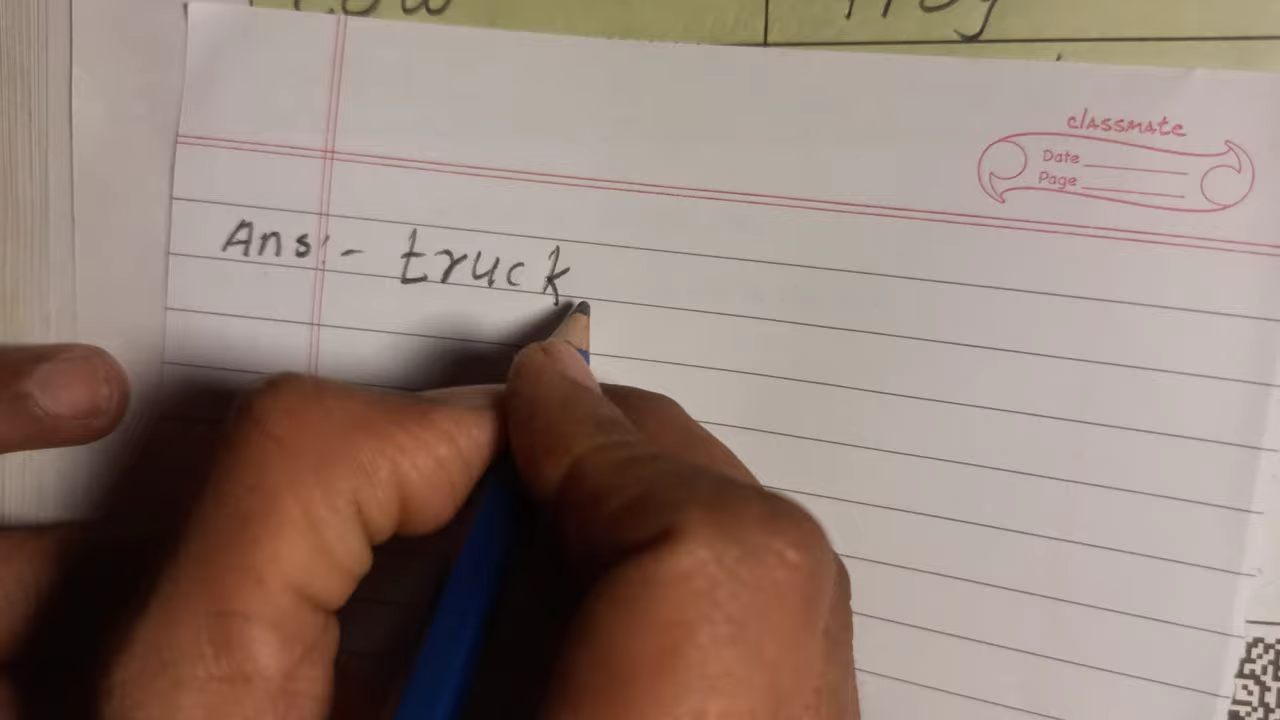 classmate
Date
Page
Ans:- truck